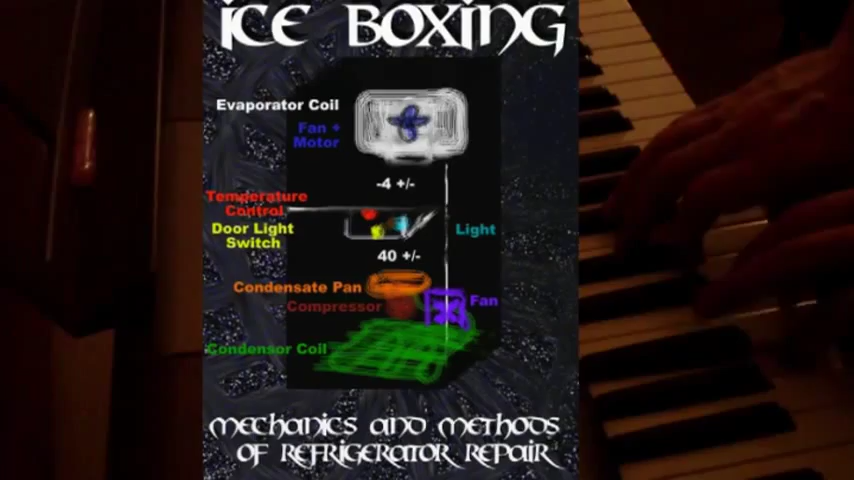 ICE BOXING
Evaporator Coil
Fan +
Motor
-4 +/-
Temperature
Control
Door Light
Switch
Light
40 +/-
Condensate Pan
Compressor
Fan
Condensor Coil
Mechanics and Methods
of Refrigerator Repair